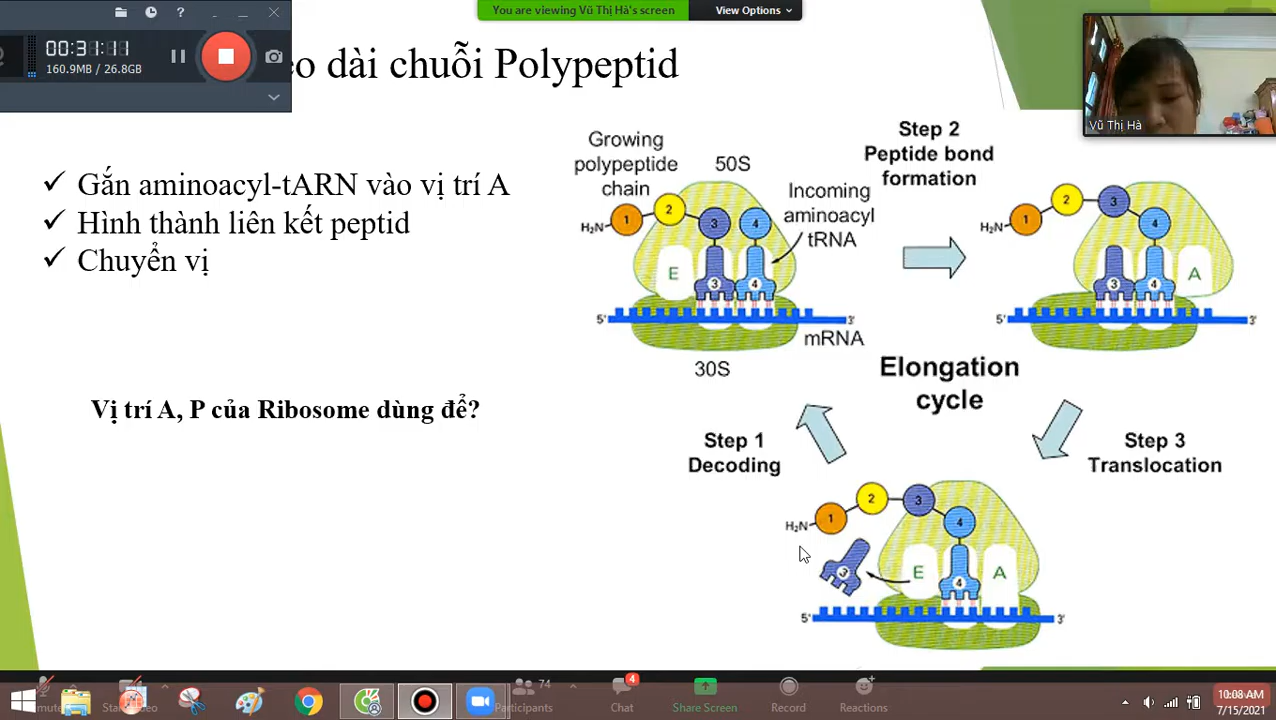 You are viewing Vũ Thị Hà's screen
View Options
00:31:11
160.9MB / 26.8GB
eo dài chuỗi Polypeptid
Vũ Thị Hà
✓ Gắn aminoacyl-tARN vào vị trí A
✓ Hình thành liên kết peptid
✓ Chuyển vị
Vị trí A, P của Ribosome dùng để?
Growing
polypeptide
chain
50S
Incoming
aminoacyl
tRNA
H₂N
1
2
3
4
E
3
4
5'
3'
mRNA
30S
Step 2
Peptide bond
formation
H₂N
1
2
3
4
3
4
A
5'
3'
Elongation
cycle
Step 1
Decoding
Step 3
Translocation
H₂N
1
2
3
4
3
E
4
A
5'
3'
74
Participants
4
Chat
Share Screen
Record
Reactions
10:08 AM
7/15/2021